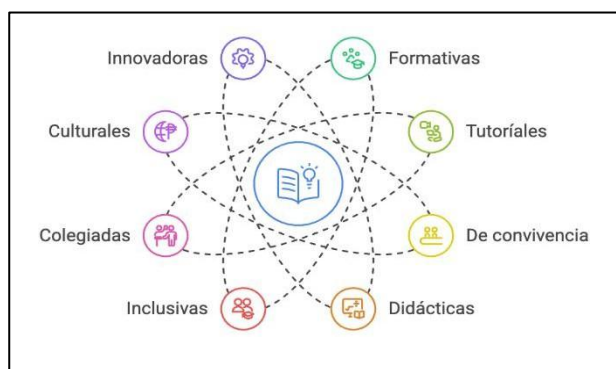 Innovadoras
Formativas
Culturales
Tutoríales
Colegiadas
De convivencia
Inclusivas
Didácticas